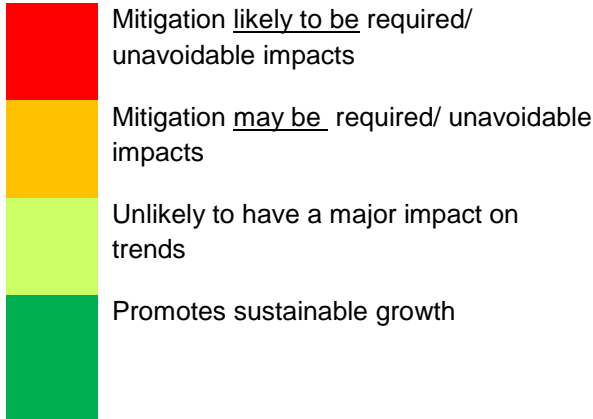 Mitigation likely to be required/
unavoidable impacts
Mitigation may be required/ unavoidable
impacts
Unlikely to have a major impact on
trends
Promotes sustainable growth